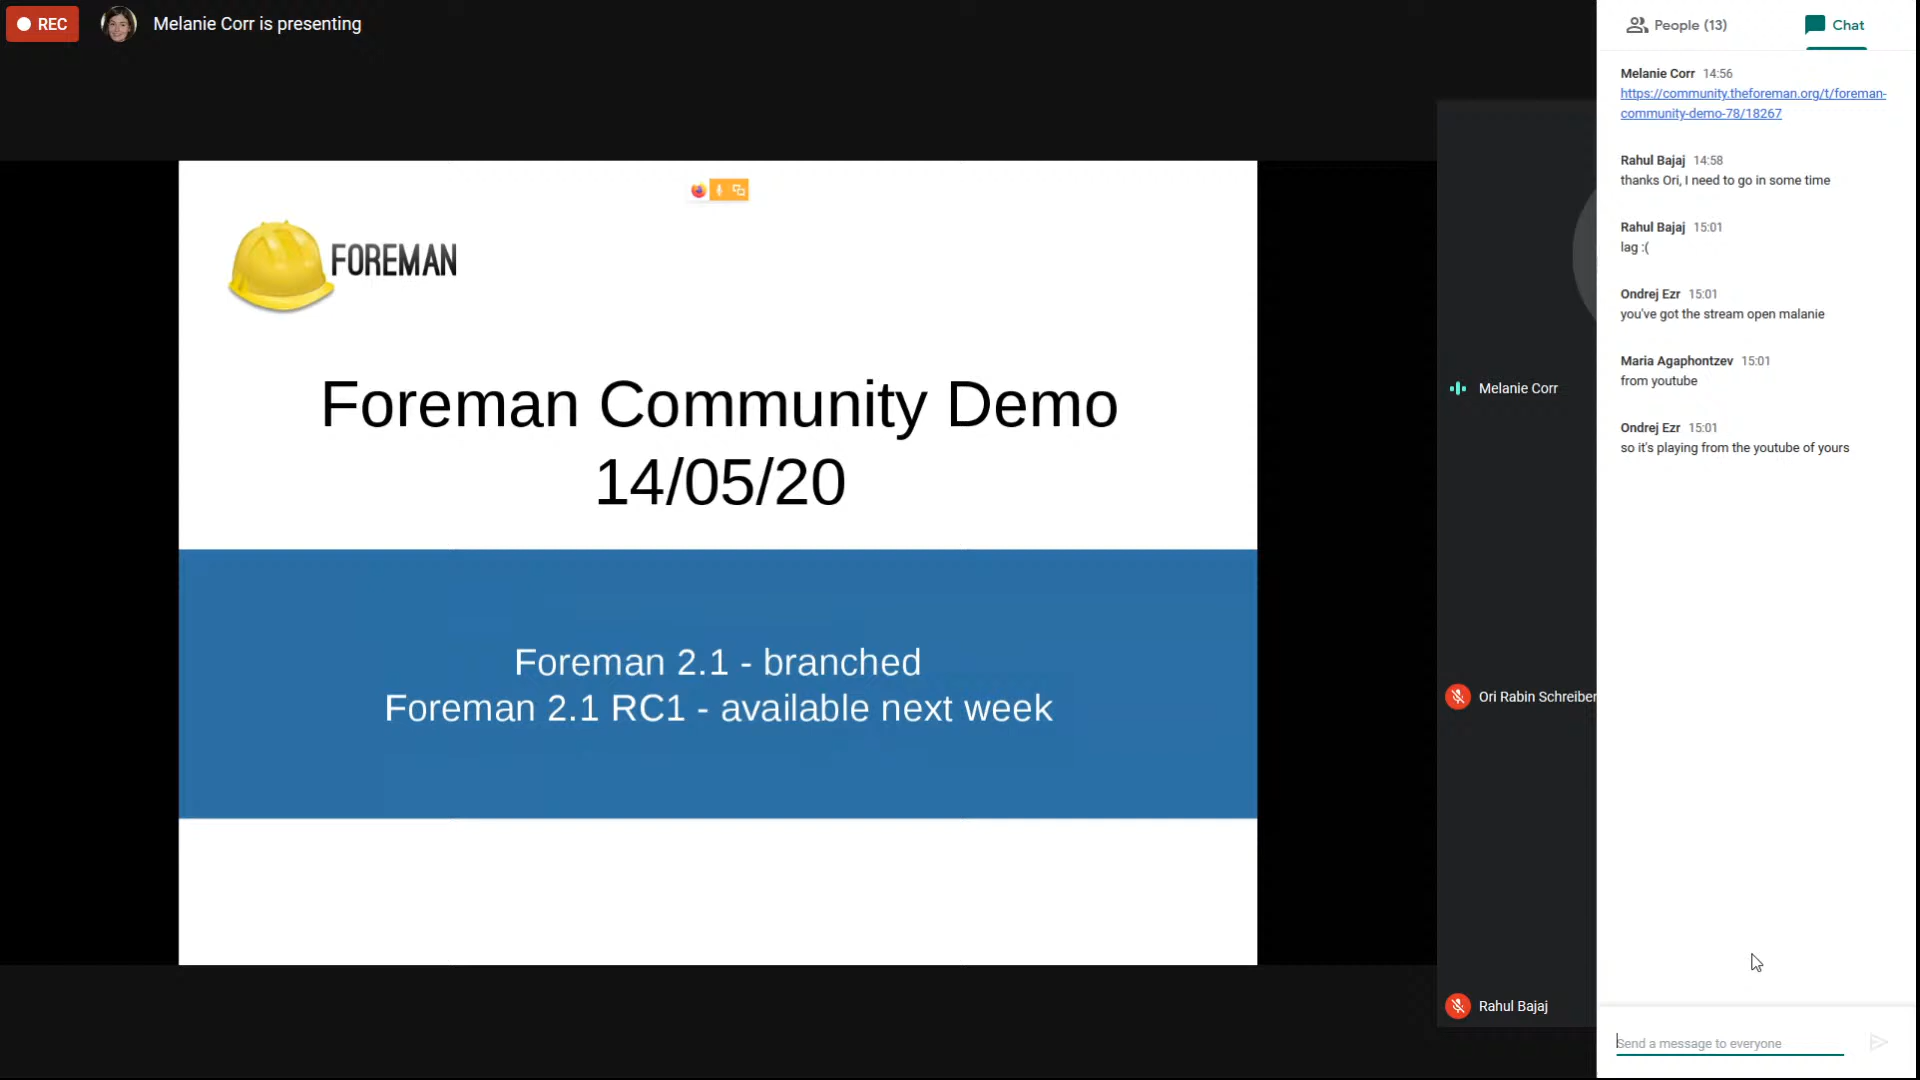 REC
Melanie Corr is presenting
FOREMAN
Foreman Community Demo
14/05/20
Foreman 2.1 - branched
Foreman 2.1 RC1 - available next week
Melanie Corr
Ori Rabin Schreiber
Rahul Bajaj
People (13)
Chat
Melanie Corr 14:56
https://community.theforeman.org/t/foreman-
community-demo-78/18267
Rahul Bajaj 14:58
thanks Ori, I need to go in some time
Rahul Bajaj 15:01
lag :(
Ondrej Ezr 15:01
you've got the stream open malanie
Maria Agaphontzev 15:01
from youtube
Ondrej Ezr 15:01
so it's playing from the youtube of yours
Send a message to everyone